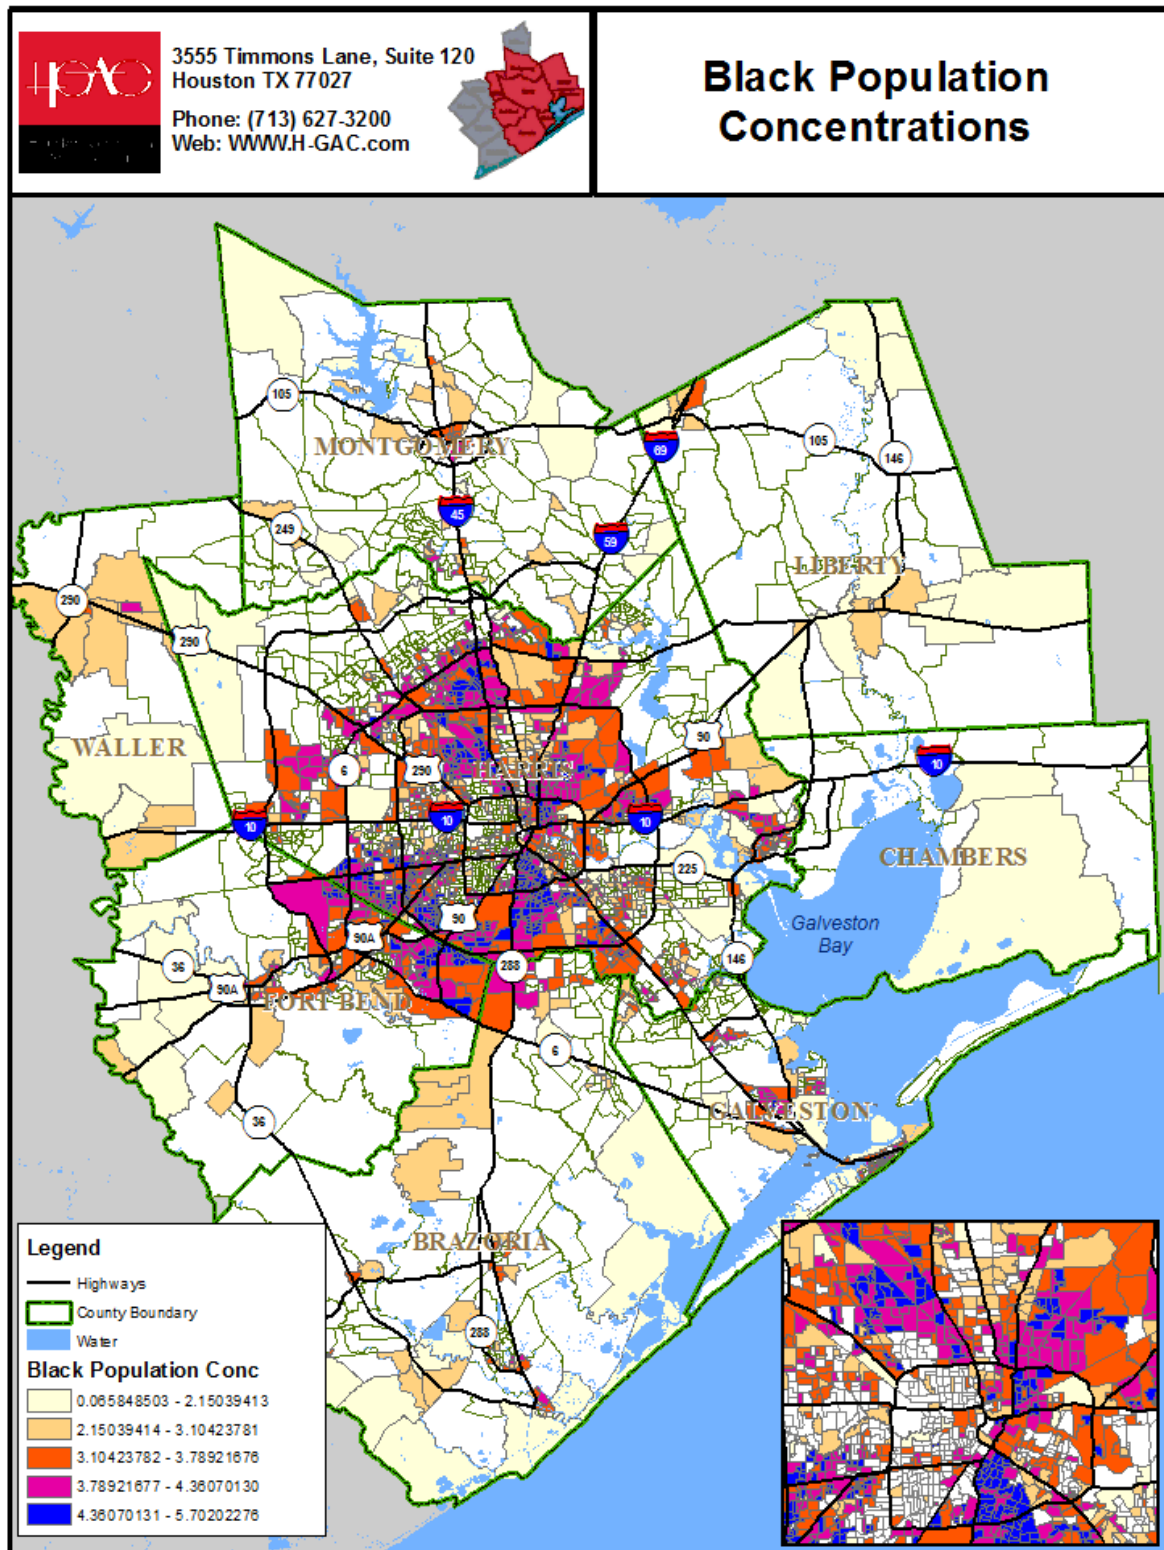 HGAC
3555 Timmons Lane, Suite 120
Houston TX 77027
Phone: (713) 627-3200
Web: WWW.H-GAC.com
Black Population
Concentrations
105
MONTGOMERY
69
105
146
45
249
59
LIBERTY
290
290
WALLER
90
6
290
HARRIS
10
10
10
10
CHAMBERS
225
Galveston
Bay
90
90A
36
288
146
90A
FORT BEND
6
GALVESTON
36
BRAZORIA
288
Legend
Highways
County Boundary
Water
Black Population Conc
0.065848503 - 2.15039413
2.15039414 - 3.10423781
3.10423782 - 3.78921676
3.78921677 - 4.36070130
4.36070131 - 5.70202276